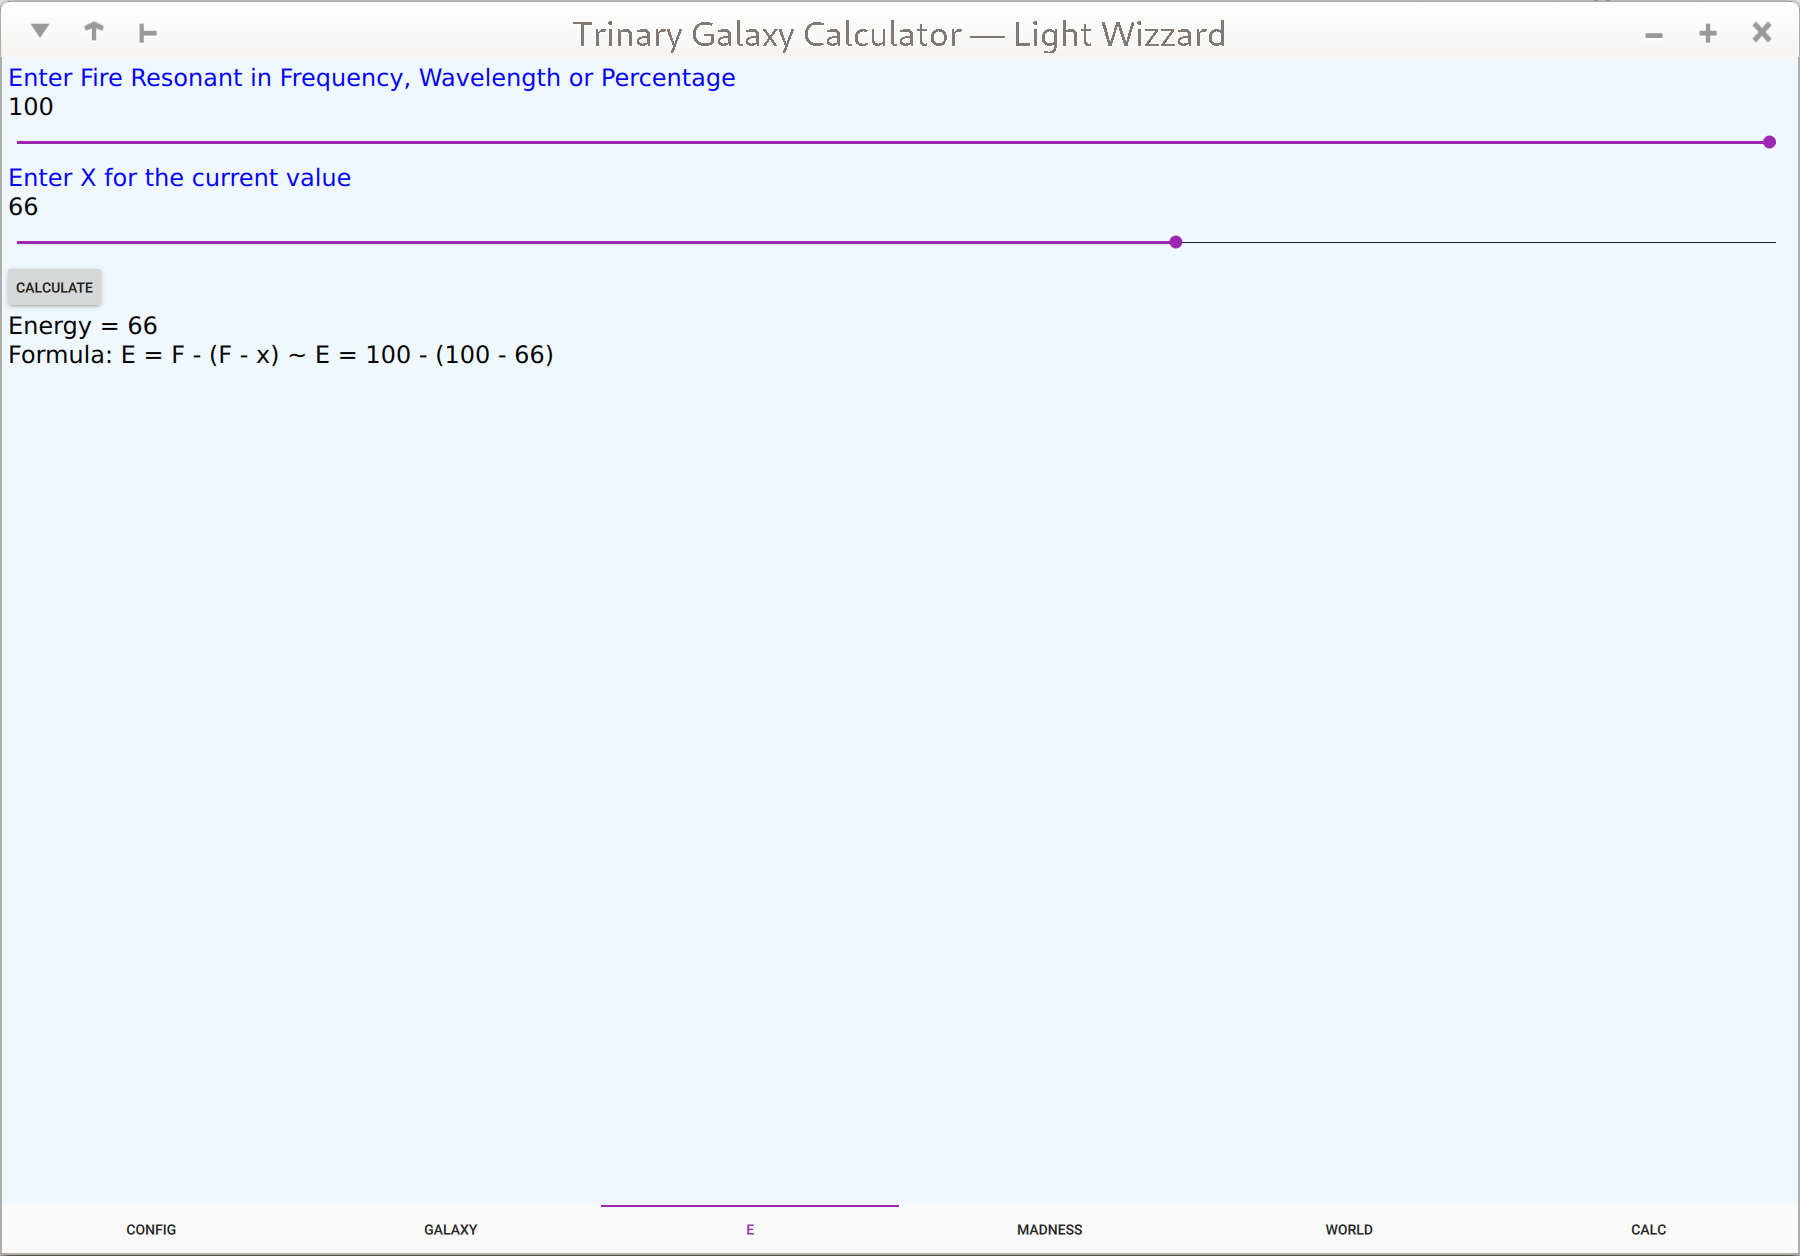 Trinary Galaxy Calculator — Light Wizzard
Enter Fire Resonant in Frequency, Wavelength or Percentage
100
Enter X for the current value
66
CALCULATE
Energy = 66
Formula: E = F - (F - x) ~ E = 100 - (100 - 66)
CONFIG GALAXY E MADNESS WORLD CALC